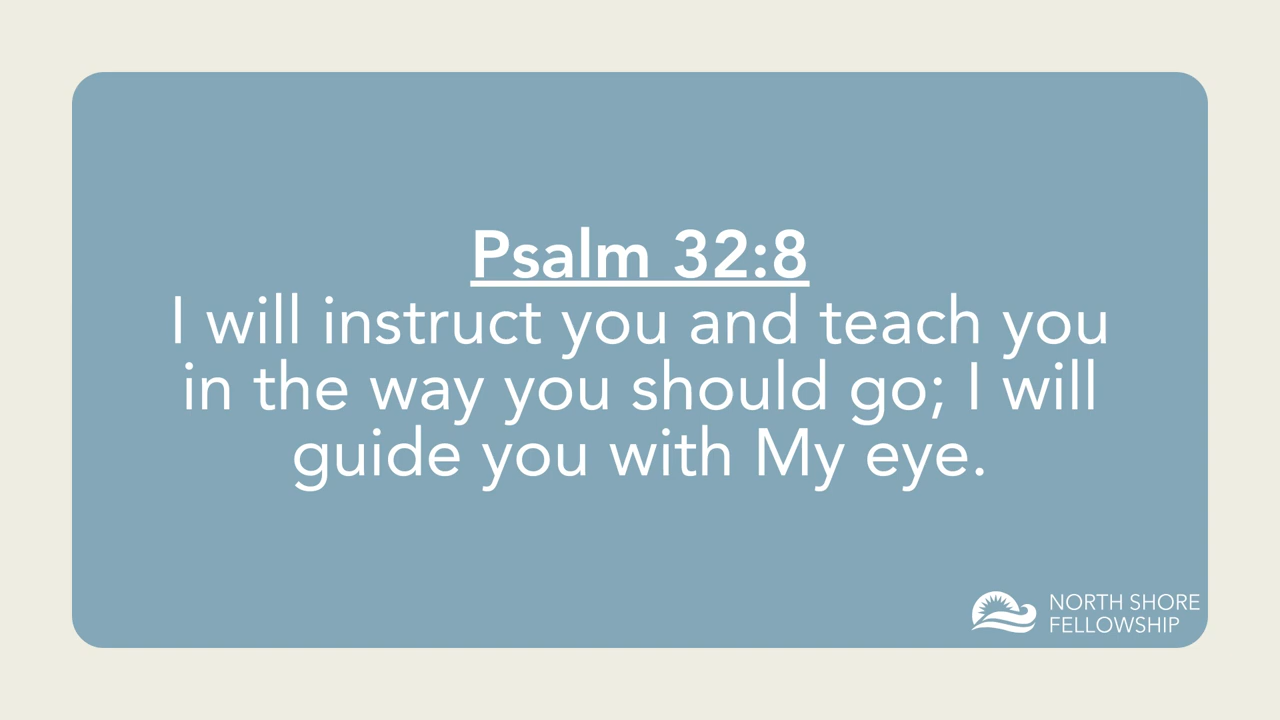 Psalm 32:8
I will instruct you and teach you
in the way you should go; I will
guide you with My eye.
NORTH SHORE
FELLOWSHIP